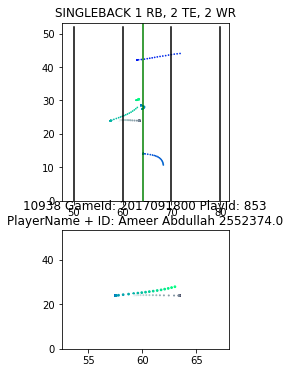 SINGLEBACK 1 RB, 2 TE, 2 WR
50
40
30
20
10
0
50 60 70 80
10938 GameId: 2017091800 PlayId: 853
PlayerName + ID: Ameer Abdullah 2552374.0
40
20
0
55 60 65